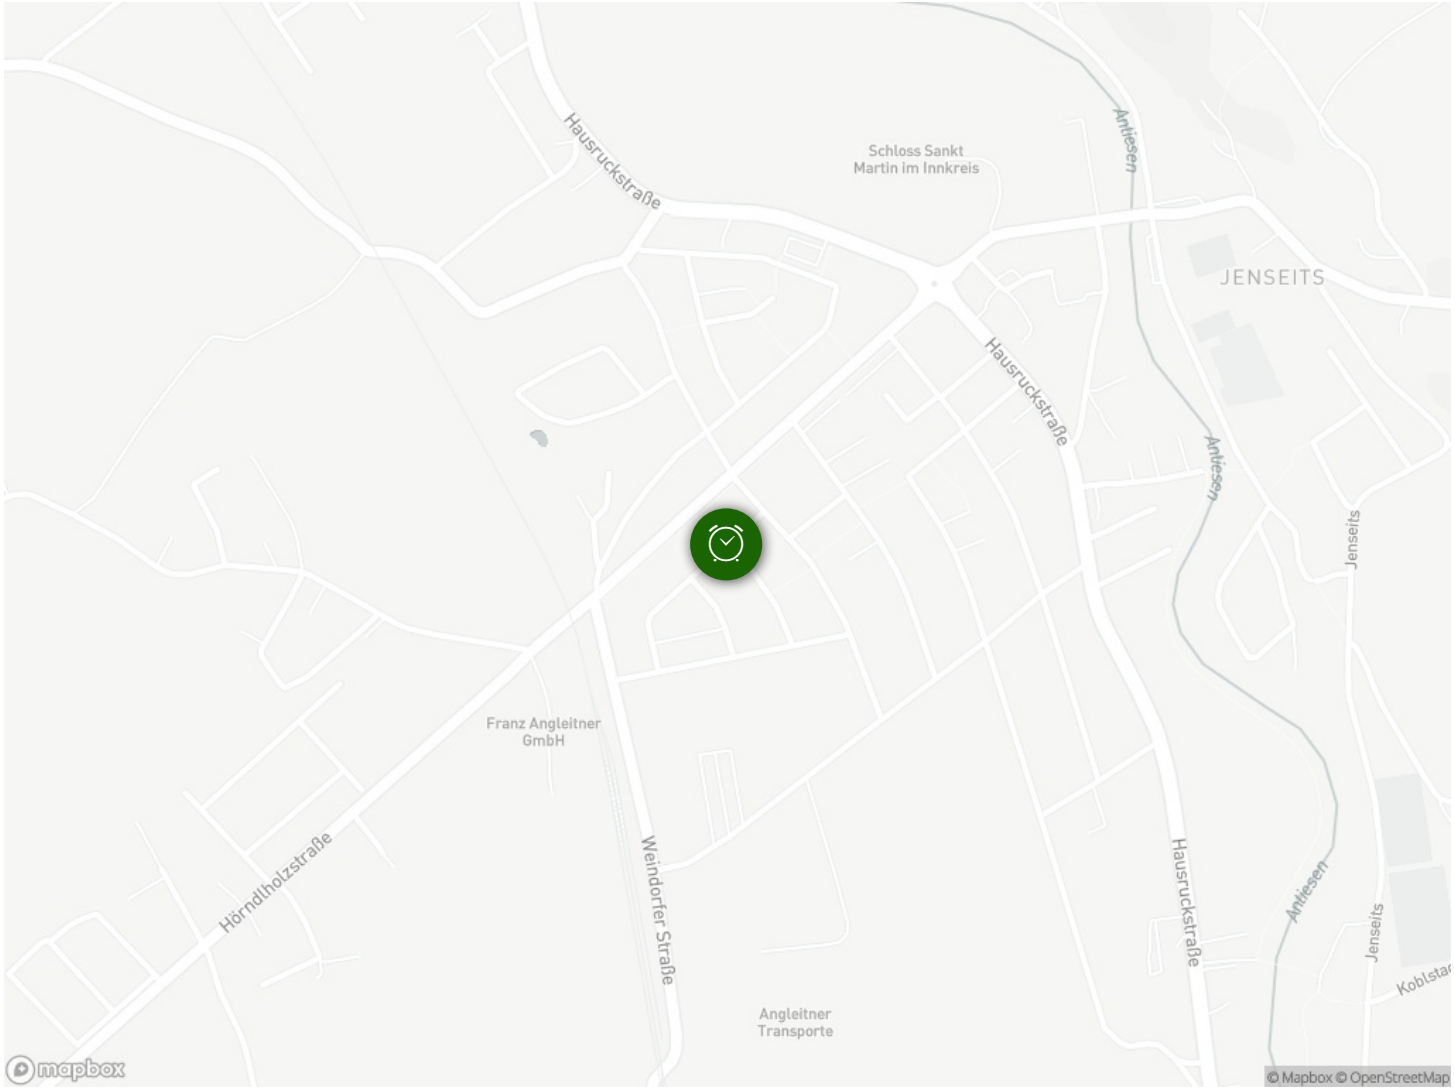 Hausruckstraße
Antiesen
Schloss Sankt
Martin im Innkreis
JENSEITS
Hausruckstraße
Antiesen
Jenseits
Franz Angleitner
GmbH
Hörndlholzstraße
Weindorfer Straße
Hausruckstraße
Antiesen
Jenseits
Koblstad
Angleitner
Transporte
mapbox
© Mapbox © OpenStreetMap